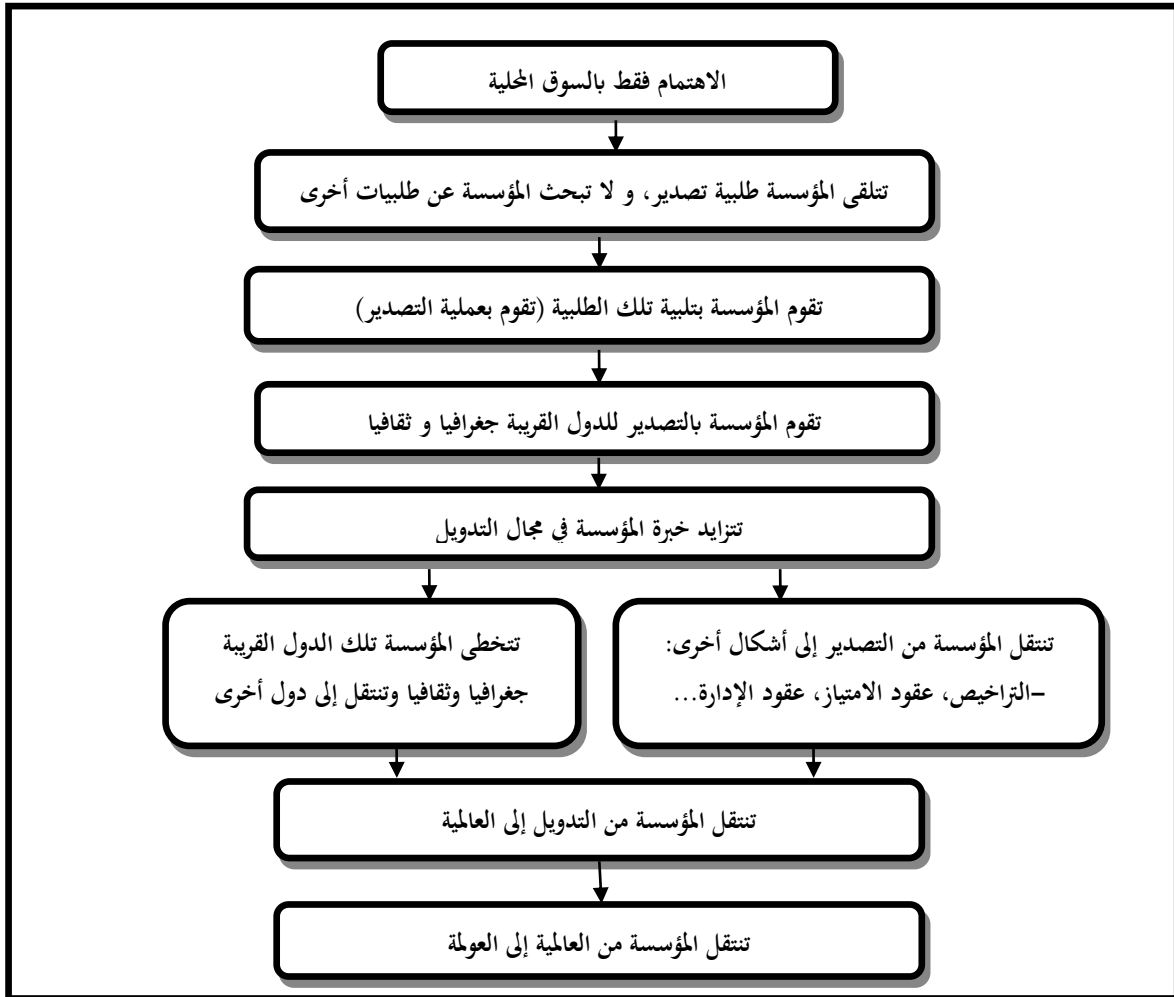 الاهتمام فقط بالسوق المحلية
تتلقى المؤسسة طلبية تصدير، و لا تبحث المؤسسة عن طلبيات أخرى
تقوم المؤسسة بتلبية تلك الطلبية (تقوم بعملية التصدير)
تقوم المؤسسة بالتصدير للدول القريبة جغرافيا و ثقافيا
تتزايد خبرة المؤسسة في مجال التدويل
تنتقل المؤسسة من التصدير إلى أشكال أخرى:
–التراخيص، عقود الامتياز، عقود الإدارة...
تتخطى المؤسسة تلك الدول القريبة
جغرافيا وثقافيا وتنتقل إلى دول أخرى
تنتقل المؤسسة من التدويل إلى العالمية
تنتقل المؤسسة من العالمية إلى العولمة